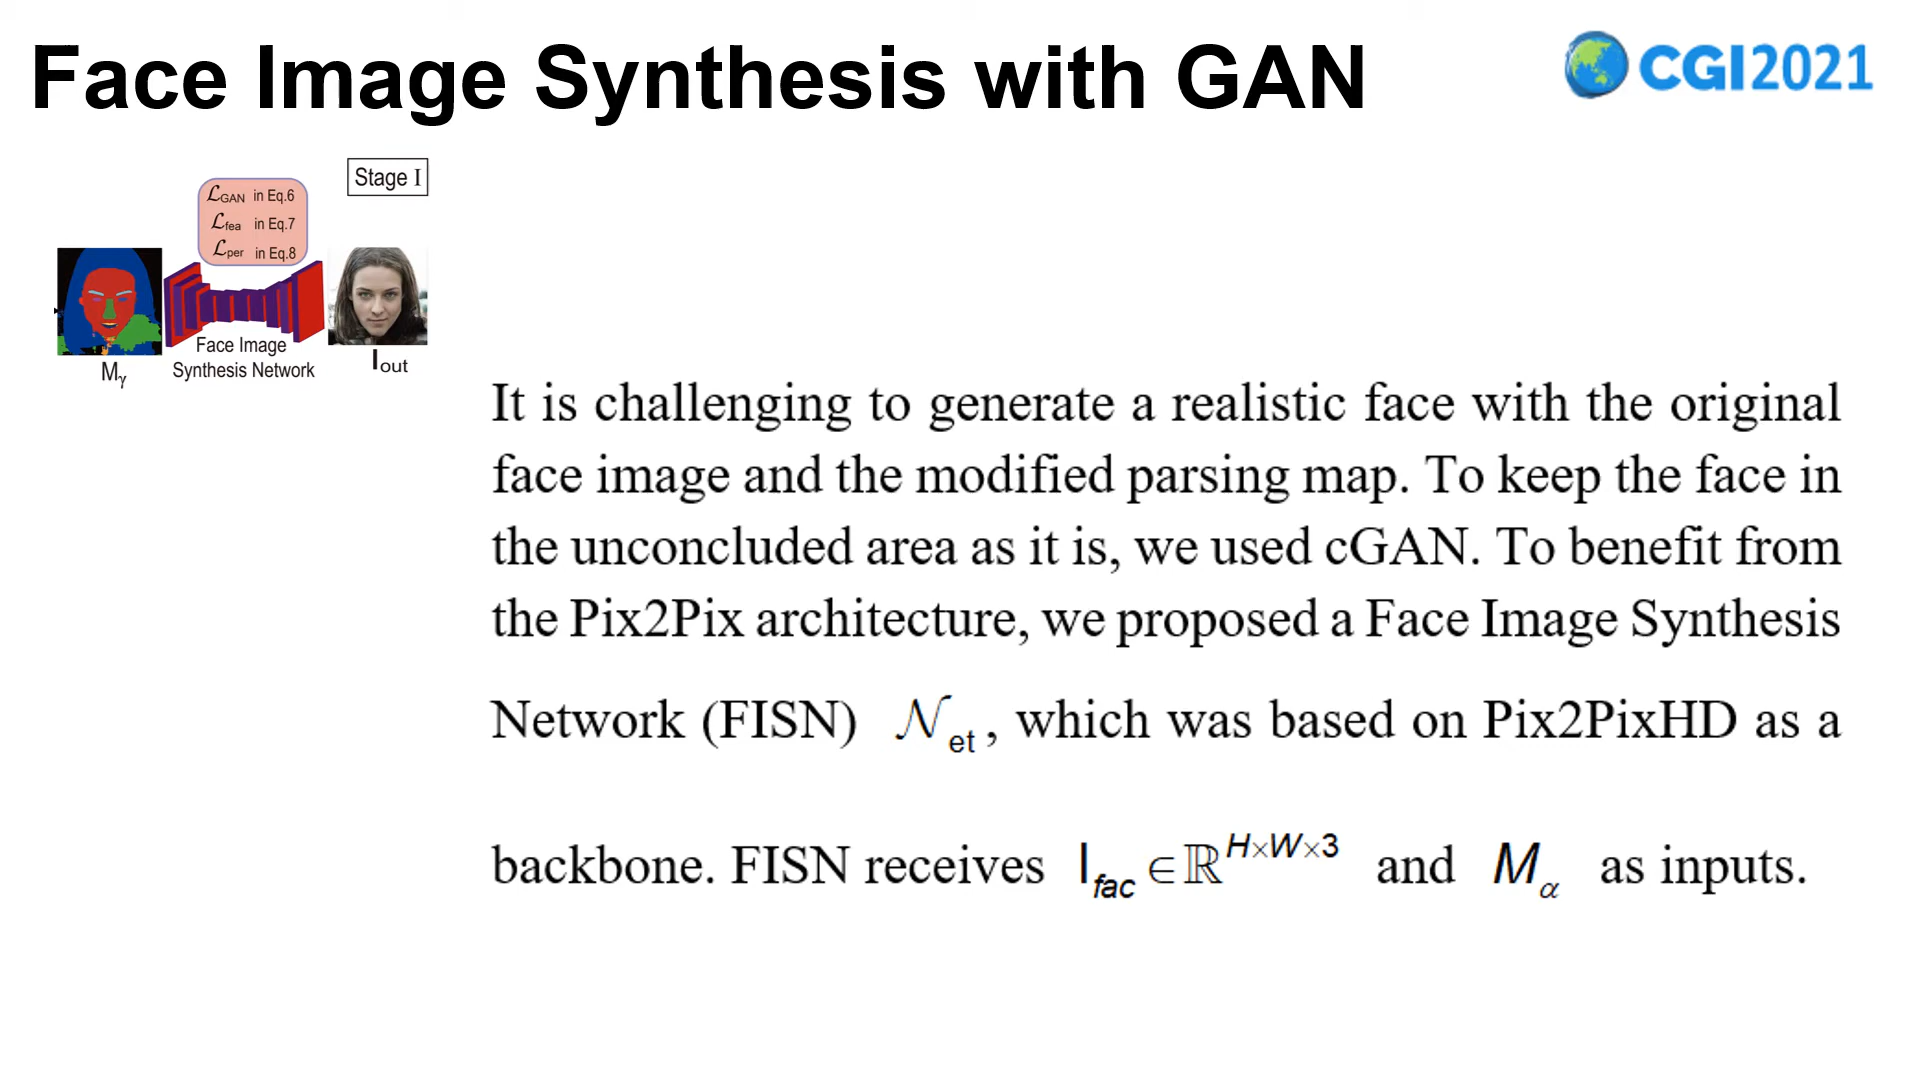 Face Image Synthesis with GAN
CGI2021
Stage I
ℒGAN in Eq.6
ℒfea in Eq.7
ℒper in Eq.8
Face Image
Synthesis Network
Mγ
Iout
It is challenging to generate a realistic face with the original
face image and the modified parsing map. To keep the face in
the unconcluded area as it is, we used cGAN. To benefit from
the Pix2Pix architecture, we proposed a Face Image Synthesis
Network (FISN) 𝒩et, which was based on Pix2PixHD as a
backbone. FISN receives Ifac ∈ ℝ^H×W×3 and Mα as inputs.